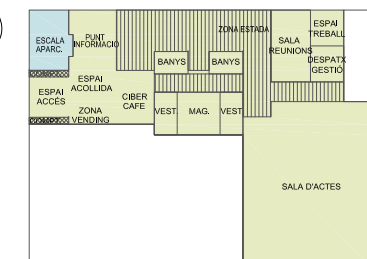 ESCALA
APARC.
PUNT
INFORMACIO
ZONA ESTADA
ESPAI
TREBALL
SALA
REUNIONS
DESPATX
GESTIÓ
BANYS
BANYS
ESPAI
ACOLLIDA
ESPAI
ACCÉS
CIBER
CAFE
ZONA
VENDING
VEST.
MAG.
VEST.
SALA D'ACTES